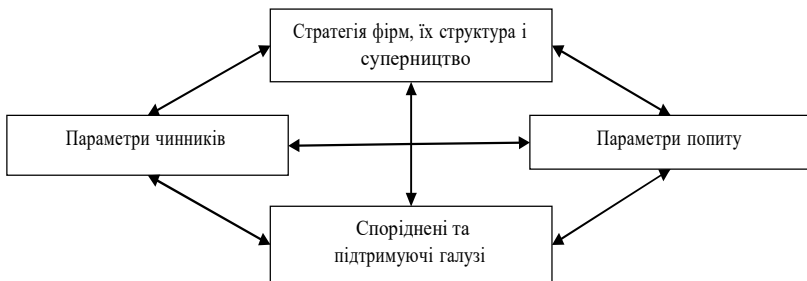 Стратегія фірм, їх структура і
суперництво
Параметри чинників
Параметри попиту
Споріднені та
підтримуючі галузі